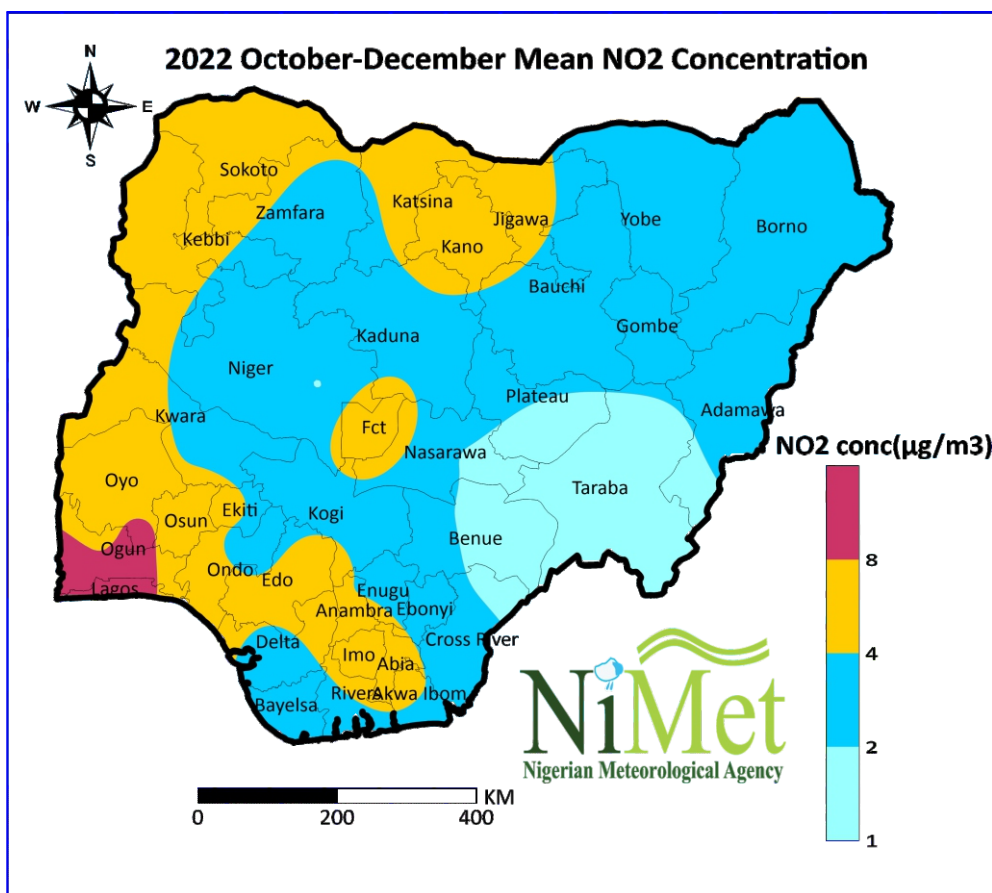 2022 October-December Mean NO2 Concentration
N
W E
S
Sokoto
Katsina
Zamfara
Jigawa
Yobe
Borno
Kebbi
Kano
Bauchi
Gombe
Kaduna
Niger
Plateau
Adamawa
Kwara
Fct
Nasarawa
NO2 conc(µg/m3)
Oyo
Taraba
Osun
Ekiti
Kogi
Benue
Ogun
8
Lagos
Ondo
Edo
Enugu
Anambra
Ebonyi
Delta
Cross River
Imo
Abia
4
Bayelsa
Rivers
Akwa Ibom
NiMet
Nigerian Meteorological Agency
2
KM
0 200 400
1